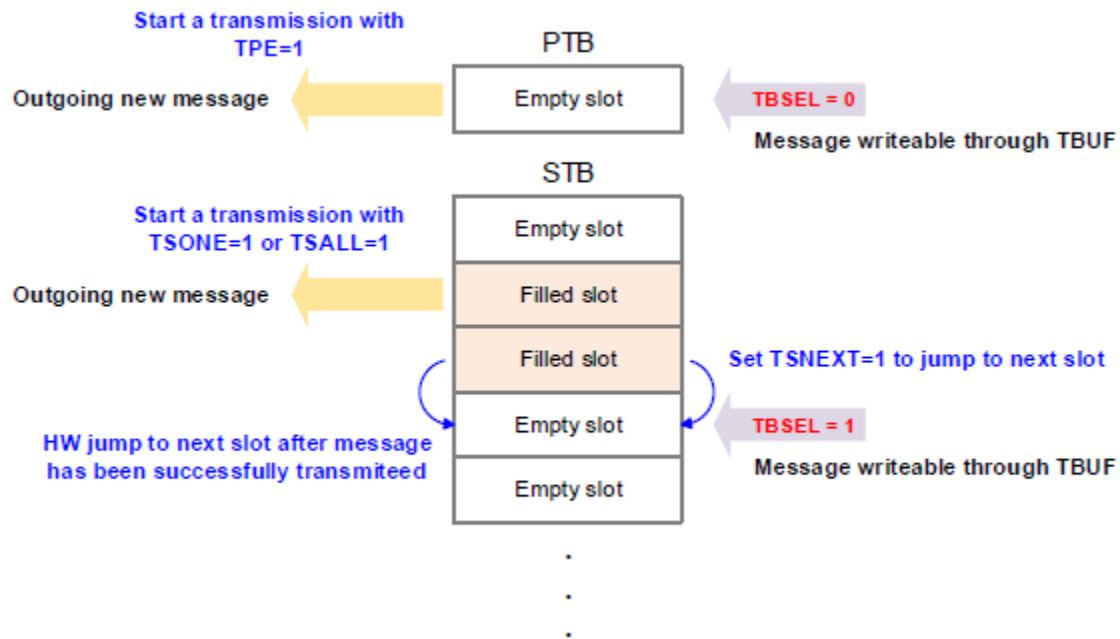 Start a transmission with
TPE=1
PTB
Outgoing new message
Empty slot
TBSEL = 0
Message writeable through TBUF
STB
Start a transmission with
TSONE=1 or TSALL=1
Empty slot
Outgoing new message
Filled slot
Filled slot
Set TSNEXT=1 to jump to next slot
Empty slot
TBSEL = 1
HW jump to next slot after message
has been successfully transmiteed
Message writeable through TBUF
Empty slot
.
.
.